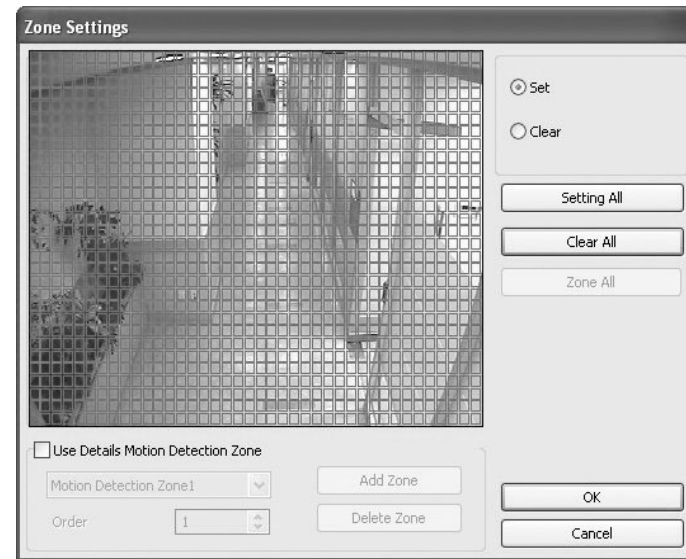 Zone Settings
Set
Clear
Setting All
Clear All
Zone All
Use Details Motion Detection Zone
Motion Detection Zone1
Add Zone
Order
1
Delete Zone
OK
Cancel